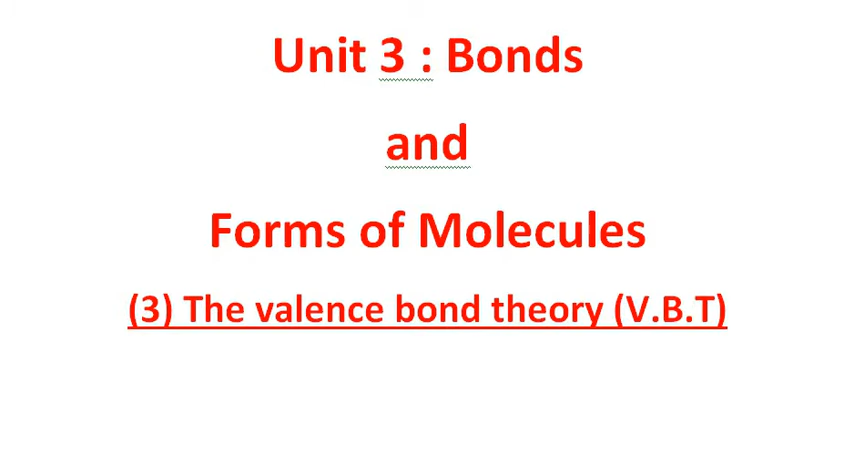 Unit 3 : Bonds
and
Forms of Molecules
(3) The valence bond theory (V.B.T)